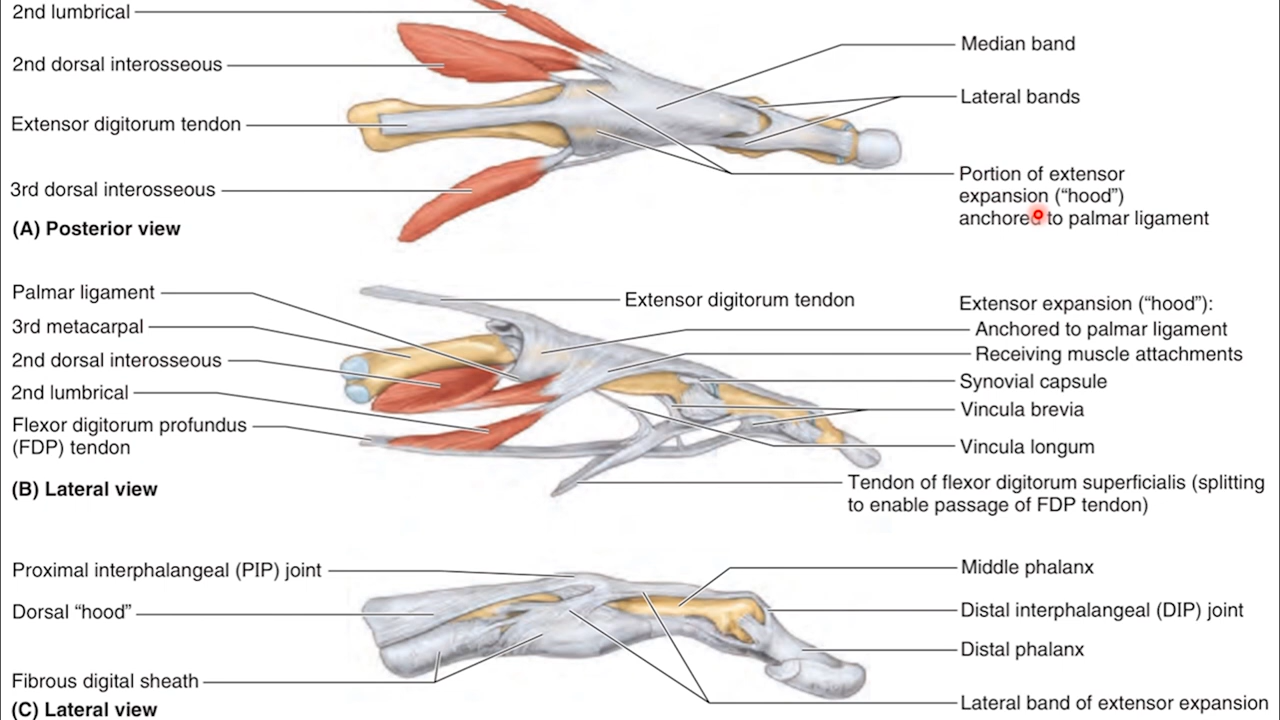 2nd lumbrical
2nd dorsal interosseous
Extensor digitorum tendon
3rd dorsal interosseous
(A) Posterior view
Median band
Lateral bands
Portion of extensor
expansion (“hood”)
anchored to palmar ligament
Palmar ligament
3rd metacarpal
2nd dorsal interosseous
2nd lumbrical
Flexor digitorum profundus
(FDP) tendon
(B) Lateral view
Extensor digitorum tendon
Extensor expansion (“hood”):
Anchored to palmar ligament
Receiving muscle attachments
Synovial capsule
Vincula brevia
Vincula longum
Tendon of flexor digitorum superficialis (splitting
to enable passage of FDP tendon)
Proximal interphalangeal (PIP) joint
Dorsal “hood”
Fibrous digital sheath
(C) Lateral view
Middle phalanx
Distal interphalangeal (DIP) joint
Distal phalanx
Lateral band of extensor expansion